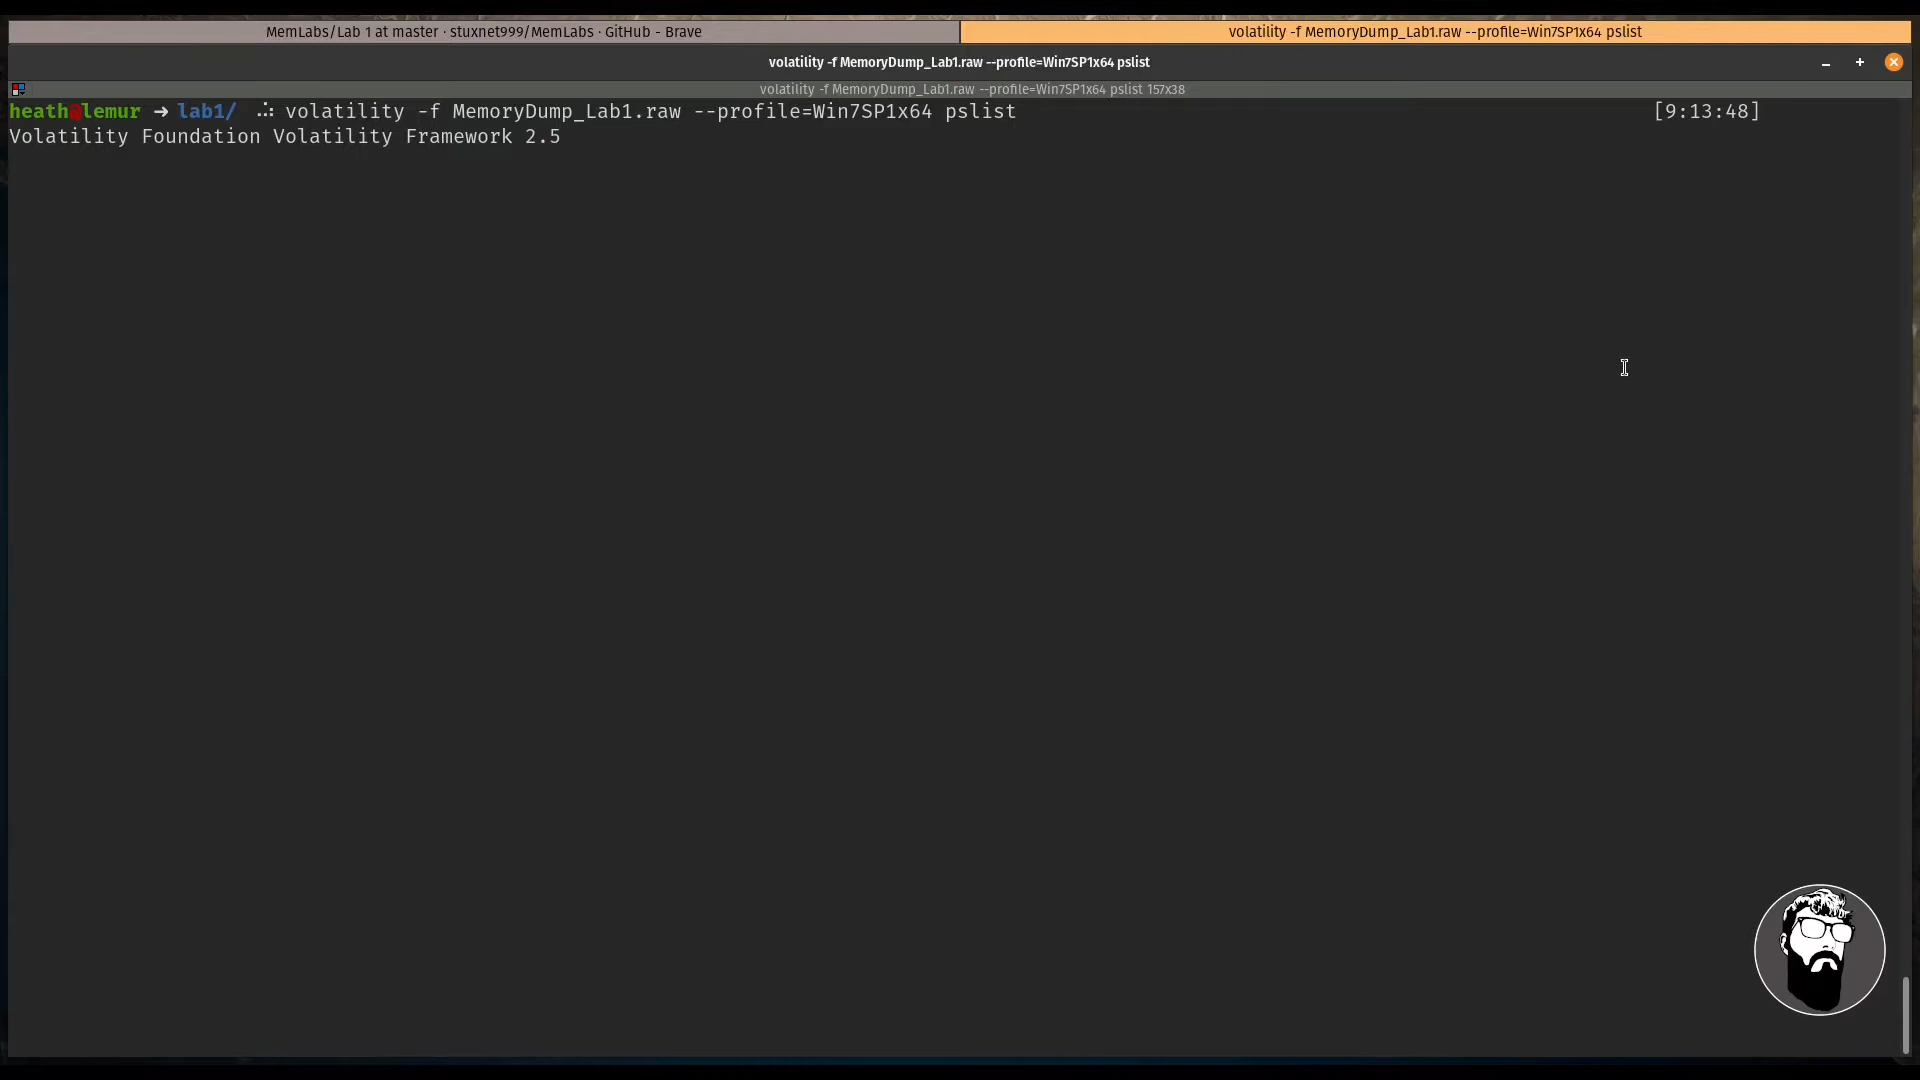 MemLabs/Lab 1 at master · stuxnet999/MemLabs · GitHub - Brave
volatility -f MemoryDump_Lab1.raw --profile=Win7SP1x64 pslist
volatility -f MemoryDump_Lab1.raw --profile=Win7SP1x64 pslist
volatility -f MemoryDump_Lab1.raw --profile=Win7SP1x64 pslist 157x38
heath@lemur ➜ lab1/ ⛬ volatility -f MemoryDump_Lab1.raw --profile=Win7SP1x64 pslist [9:13:48]
Volatility Foundation Volatility Framework 2.5